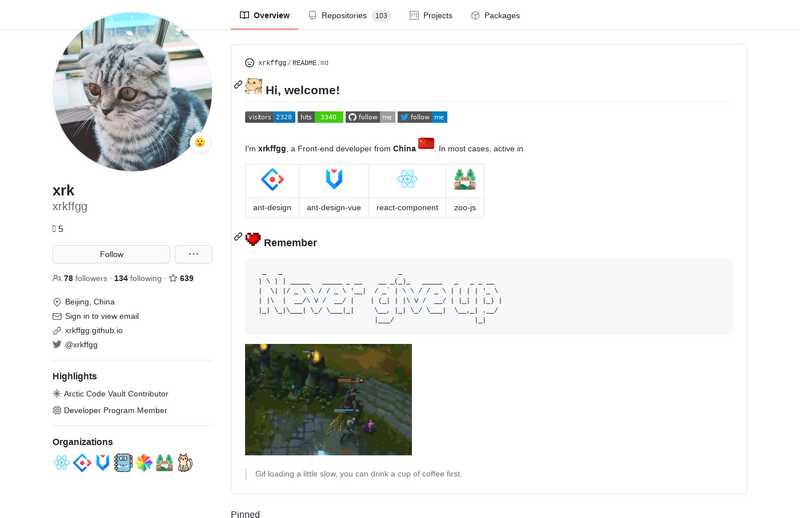 Overview Repositories 103 Projects Packages
xrkffgg/README.md
Hi, welcome!
visitors 2328 hits 3340 follow me follow me
I'm xrkffgg, a Front-end developer from China . In most cases, active in
ant-design ant-design-vue react-component zoo-js
Remember
Never give up
Gif loading a little slow, you can drink a cup of coffee first.
Pinned
xrk
xrkffgg
5
Follow ...
78 followers · 134 following · 639
Beijing, China
Sign in to view email
xrkffgg.github.io
@xrkffgg
Highlights
Arctic Code Vault Contributor
Developer Program Member
Organizations